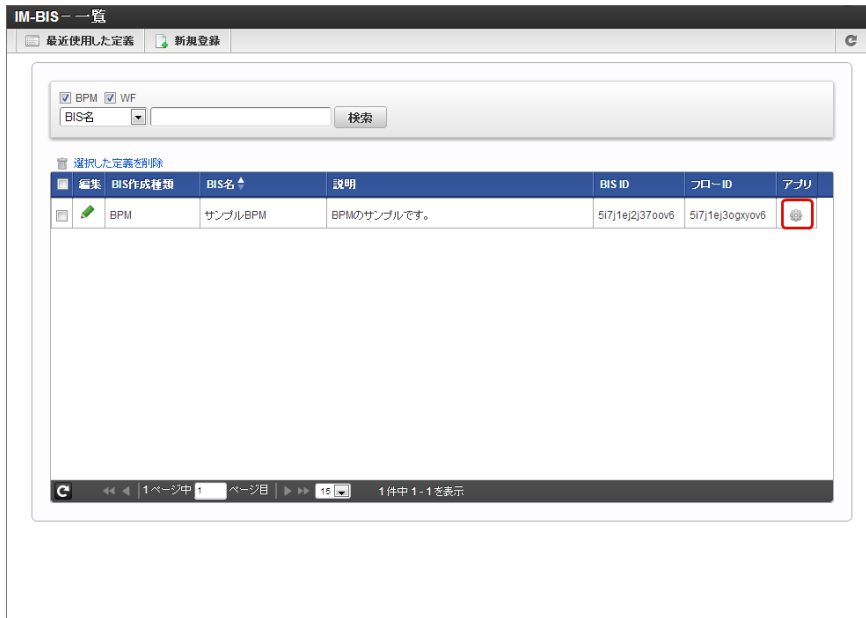 IM-BIS－一覧
最近使用した定義 新規登録
BPM WF
BIS名 検索
選択した定義を削除
編集 BIS作成種類 BIS名 説明 BIS ID フローID アプリ
BPM サンプルBPM BPMのサンプルです。 5i7j1ej2j37oov6 5i7j1ej3ogxyov6
1ページ中 1 ページ目 15 1件中 1 - 1 を表示